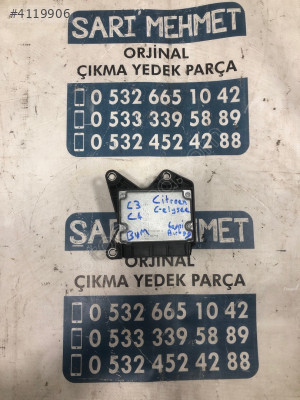 #4119906
SARI MEHMET
ORJİNAL
ÇIKMA YEDEK PARÇA
0 532 665 10 42
0 533 339 58 89
0 532 452 42 88
C3 Citroen
C4 C-elysee
BVM
SARI MEHMET
ORJİNAL
ÇIKMA YEDEK PARÇA
0 532 665 10 42
0 533 339 58 89
0 532 452 42 88